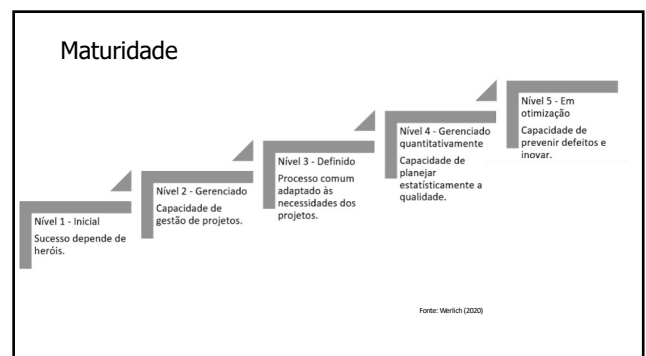 Maturidade
Nível 1 - Inicial
Sucesso depende de
heróis.
Nível 2 - Gerenciado
Capacidade de
gestão de projetos.
Nível 3 - Definido
Processo comum
adaptado às
necessidades dos
projetos.
Nível 4 - Gerenciado
quantitativamente
Capacidade de
planejar
estatísticamente a
qualidade.
Nível 5 - Em
otimização
Capacidade de
prevenir defeitos e
inovar.
Fonte: Werlich (2020)